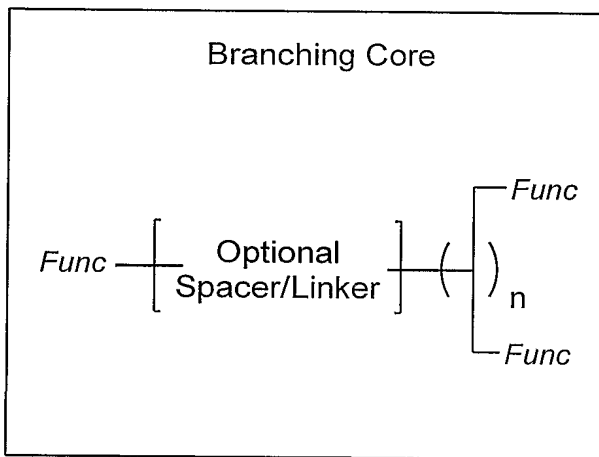 Branching Core
Func
Func
Optional
Spacer/Linker
( )n
Func